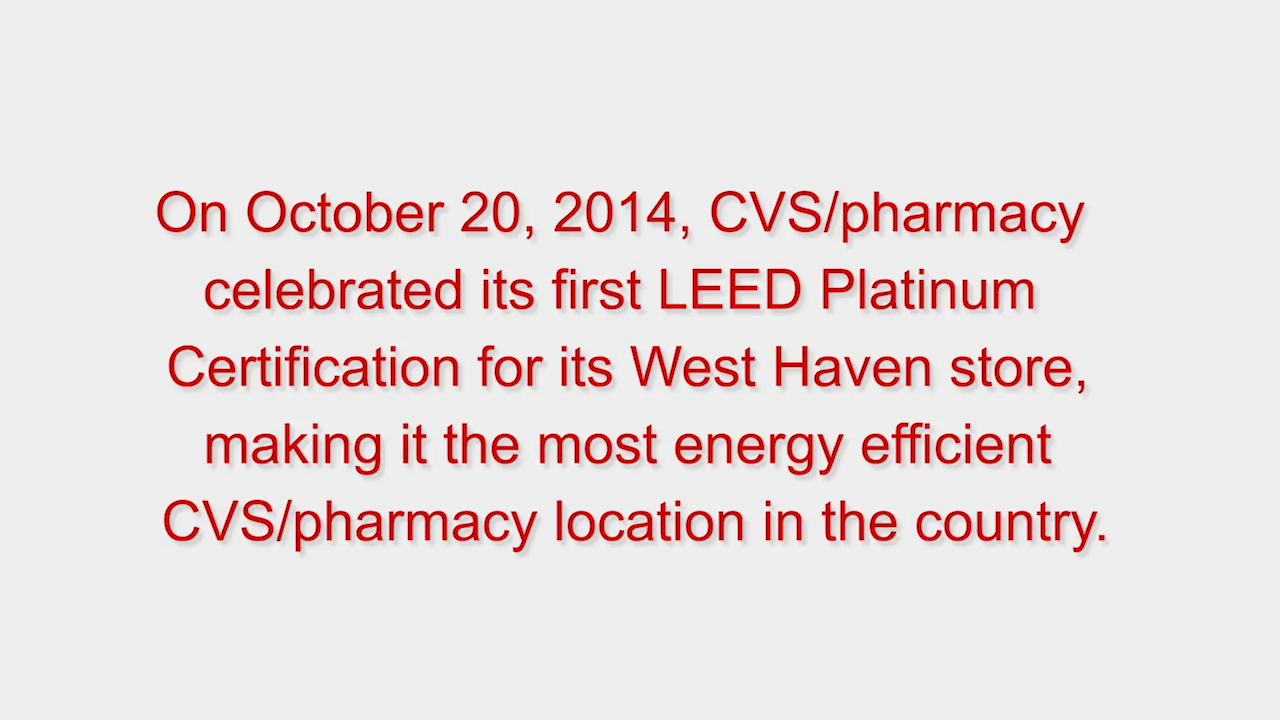 On October 20, 2014, CVS/pharmacy
celebrated its first LEED Platinum
Certification for its West Haven store,
making it the most energy efficient
CVS/pharmacy location in the country.